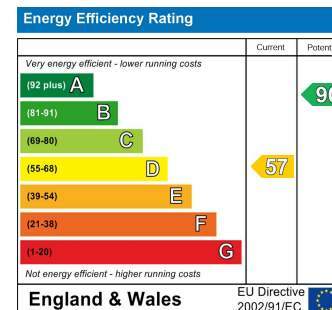 Energy Efficiency Rating
Current
Very energy efficient - lower running costs
(92 plus) A
(81-91) B
(69-80) C
(55-68) D
57
(39-54) E
(21-38) F
(1-20) G
Not energy efficient - higher running costs
England & Wales
EU Directive
2002/91/EC